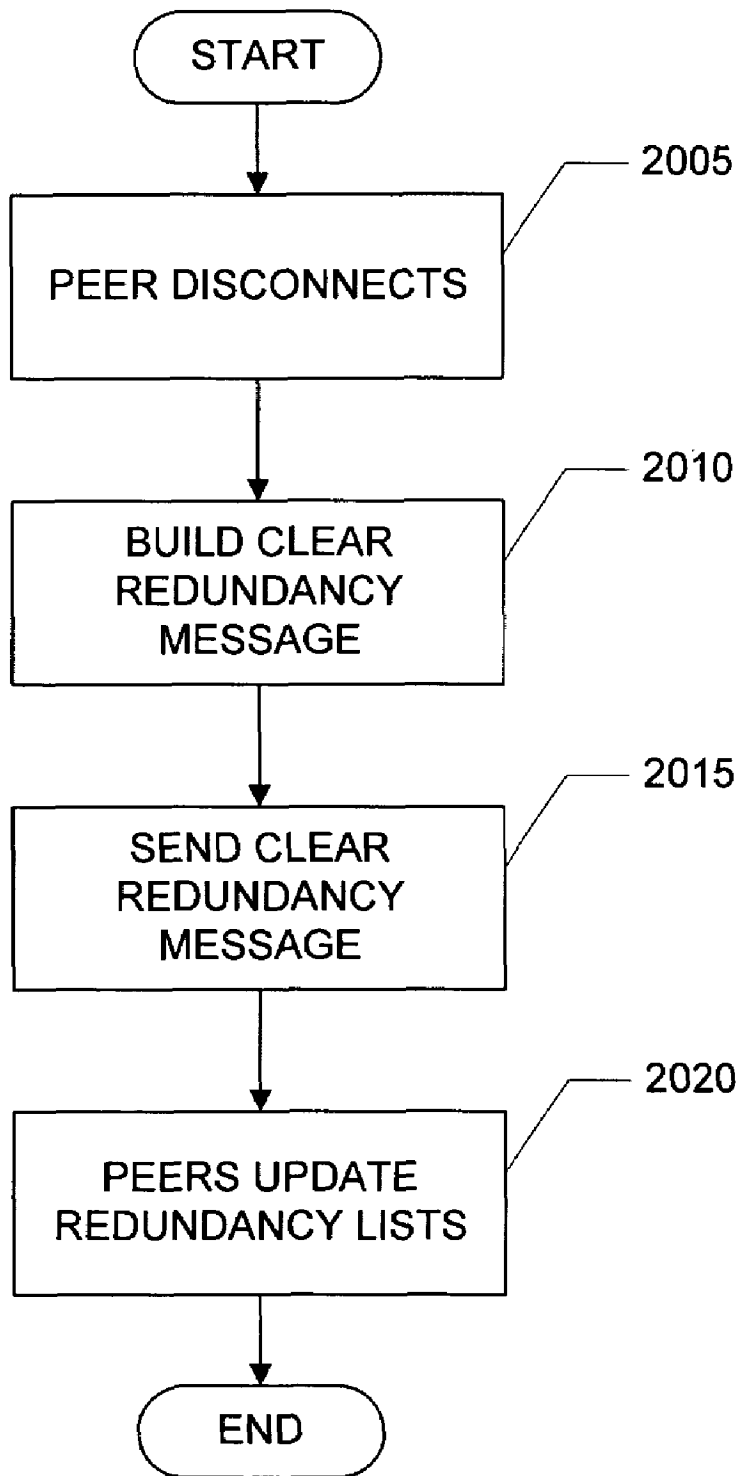 START
2005
PEER DISCONNECTS
2010
BUILD CLEAR
REDUNDANCY
MESSAGE
2015
SEND CLEAR
REDUNDANCY
MESSAGE
2020
PEERS UPDATE
REDUNDANCY LISTS
END